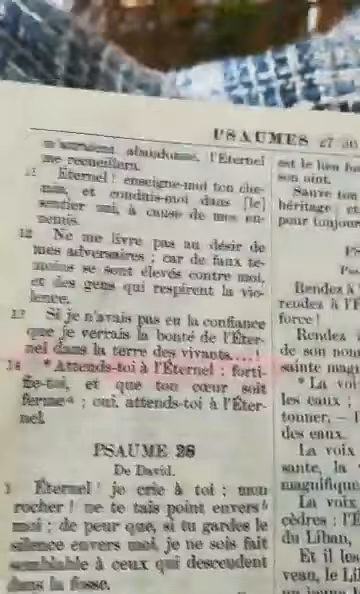 PSAUMES 27
m'auraient abandonné, l'Éternel
me recueillera.
11 Éternel ! enseigne-moi ton che-
min, et conduis-moi dans [le]
sentier uni, à cause de mes en-
nemis.
12 Ne me livre pas au désir de
mes adversaires ; car de faux té-
moins se sont élevés contre moi,
et des gens qui respirent la vio-
lence.
13 Si je n'avais pas eu la confiance
que je verrais la bonté de l'Éter-
nel dans la terre des vivants.... !
14 * Attends-toi à l'Éternel ; forti-
fie-toi, et que ton cœur soit
ferme ; oui, attends-toi à l'Éter-
nel.
PSAUME 28
De David.
1 Éternel ! je crie à toi ; mon
rocher ! ne te tais point envers
moi ; de peur que, si tu gardes le
silence envers moi, je ne sois fait
semblable à ceux qui descendent
dans la fosse.
est le lieu
son oint.
Sauve ton
héritage ; et
pour toujour
Rendez à
rendez à l'É
force !
Rendez
de son nom
sainte mag
* La voi
les eaux ;
tonner, — l
des eaux.
La voix
sante, la
magnifique
La voix
cèdres : l'É
du Liban,
Et il les
veau, le Li